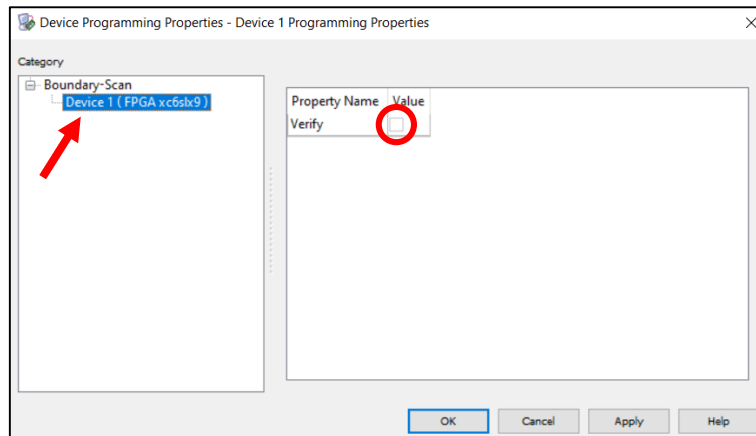 Device Programming Properties - Device 1 Programming Properties
Category
Boundary-Scan
Device 1 ( FPGA xc6slx9 )
Property Name Value
Verify
OK Cancel Apply Help